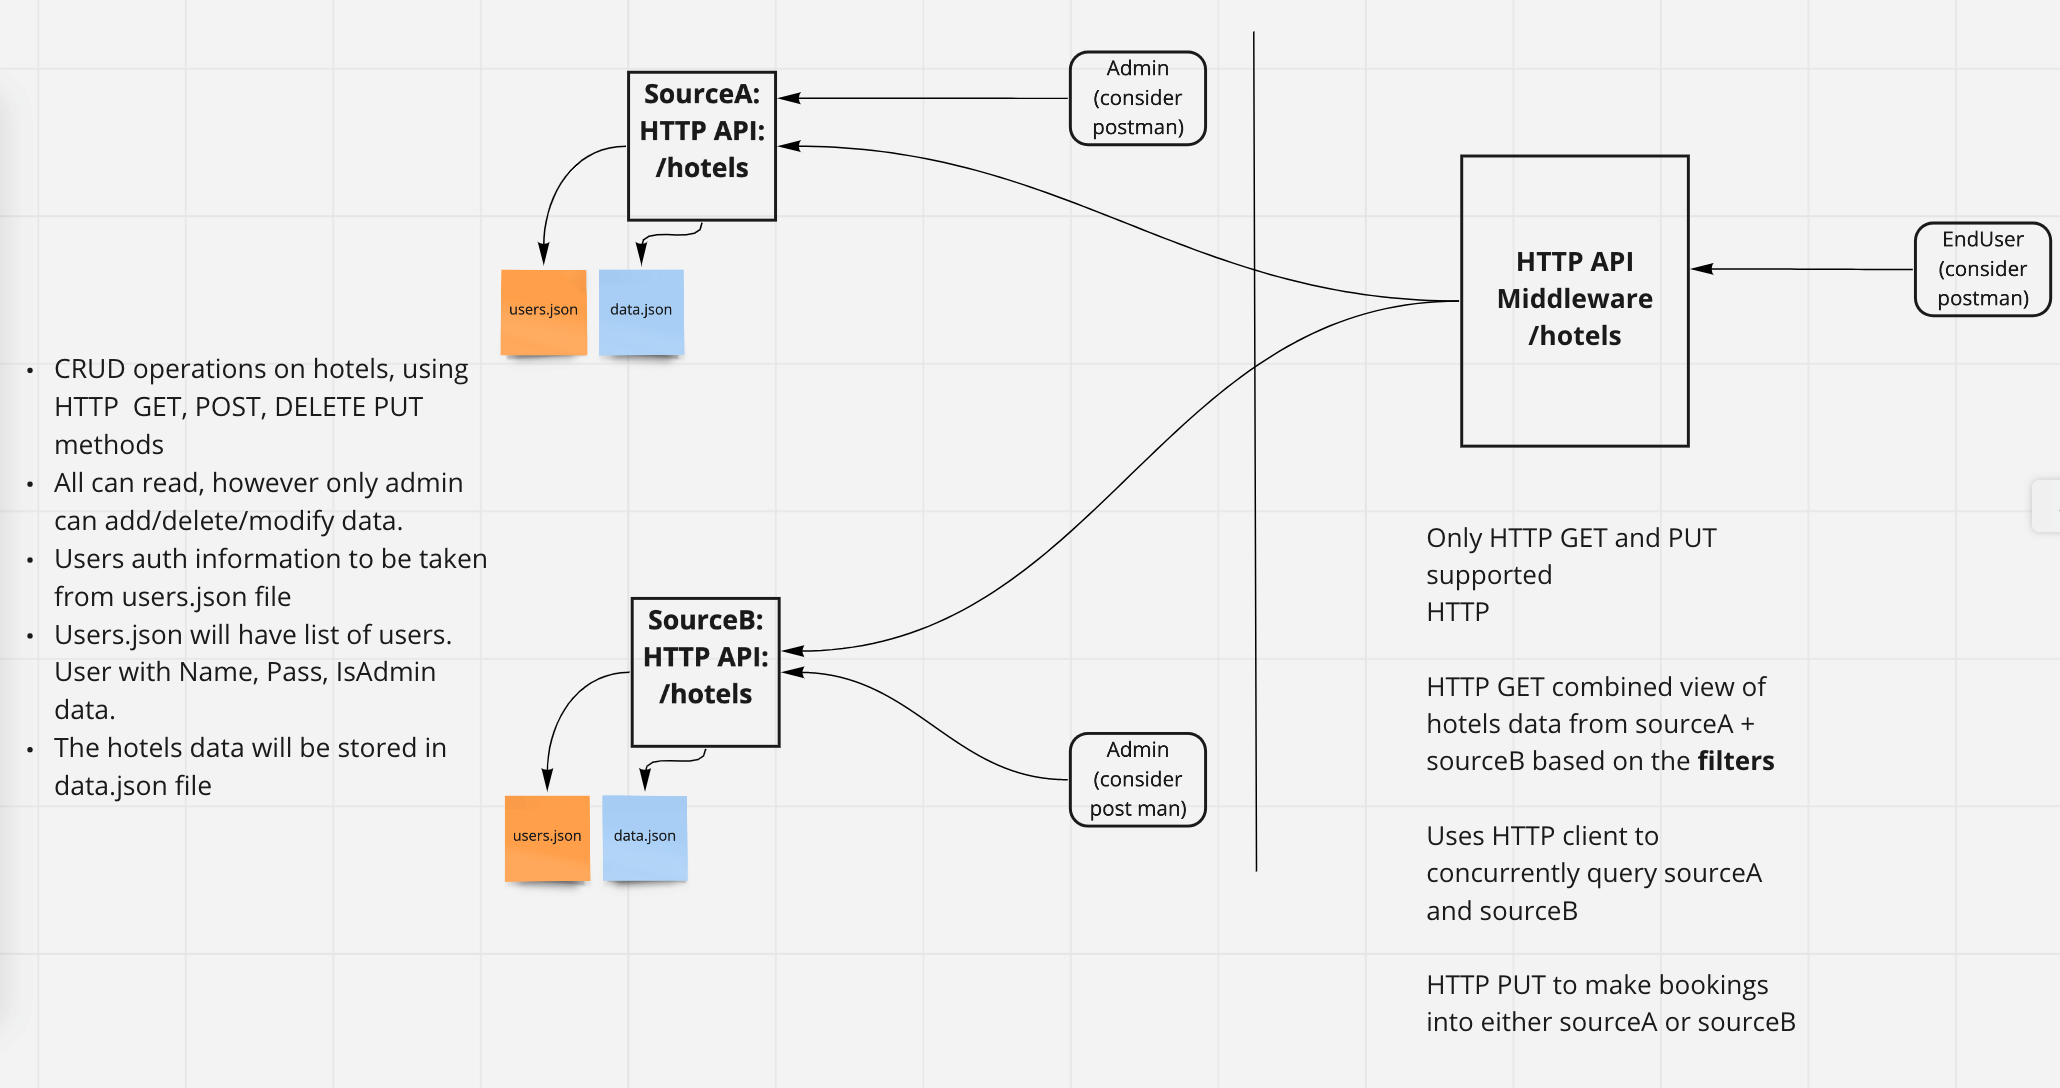 SourceA:
HTTP API:
/hotels
Admin
(consider
postman)
users.json
data.json
HTTP API
Middleware
/hotels
EndUser
(consider
postman)
• CRUD operations on hotels, using
HTTP  GET, POST, DELETE PUT
methods
• All can read, however only admin
can add/delete/modify data.
• Users auth information to be taken
from users.json file
• Users.json will have list of users.
User with Name, Pass, IsAdmin
data.
• The hotels data will be stored in
data.json file
SourceB:
HTTP API:
/hotels
users.json
data.json
Admin
(consider
post man)
Only HTTP GET and PUT
supported
HTTP
HTTP GET combined view of
hotels data from sourceA +
sourceB based on the filters
Uses HTTP client to
concurrently query sourceA
and sourceB
HTTP PUT to make bookings
into either sourceA or sourceB